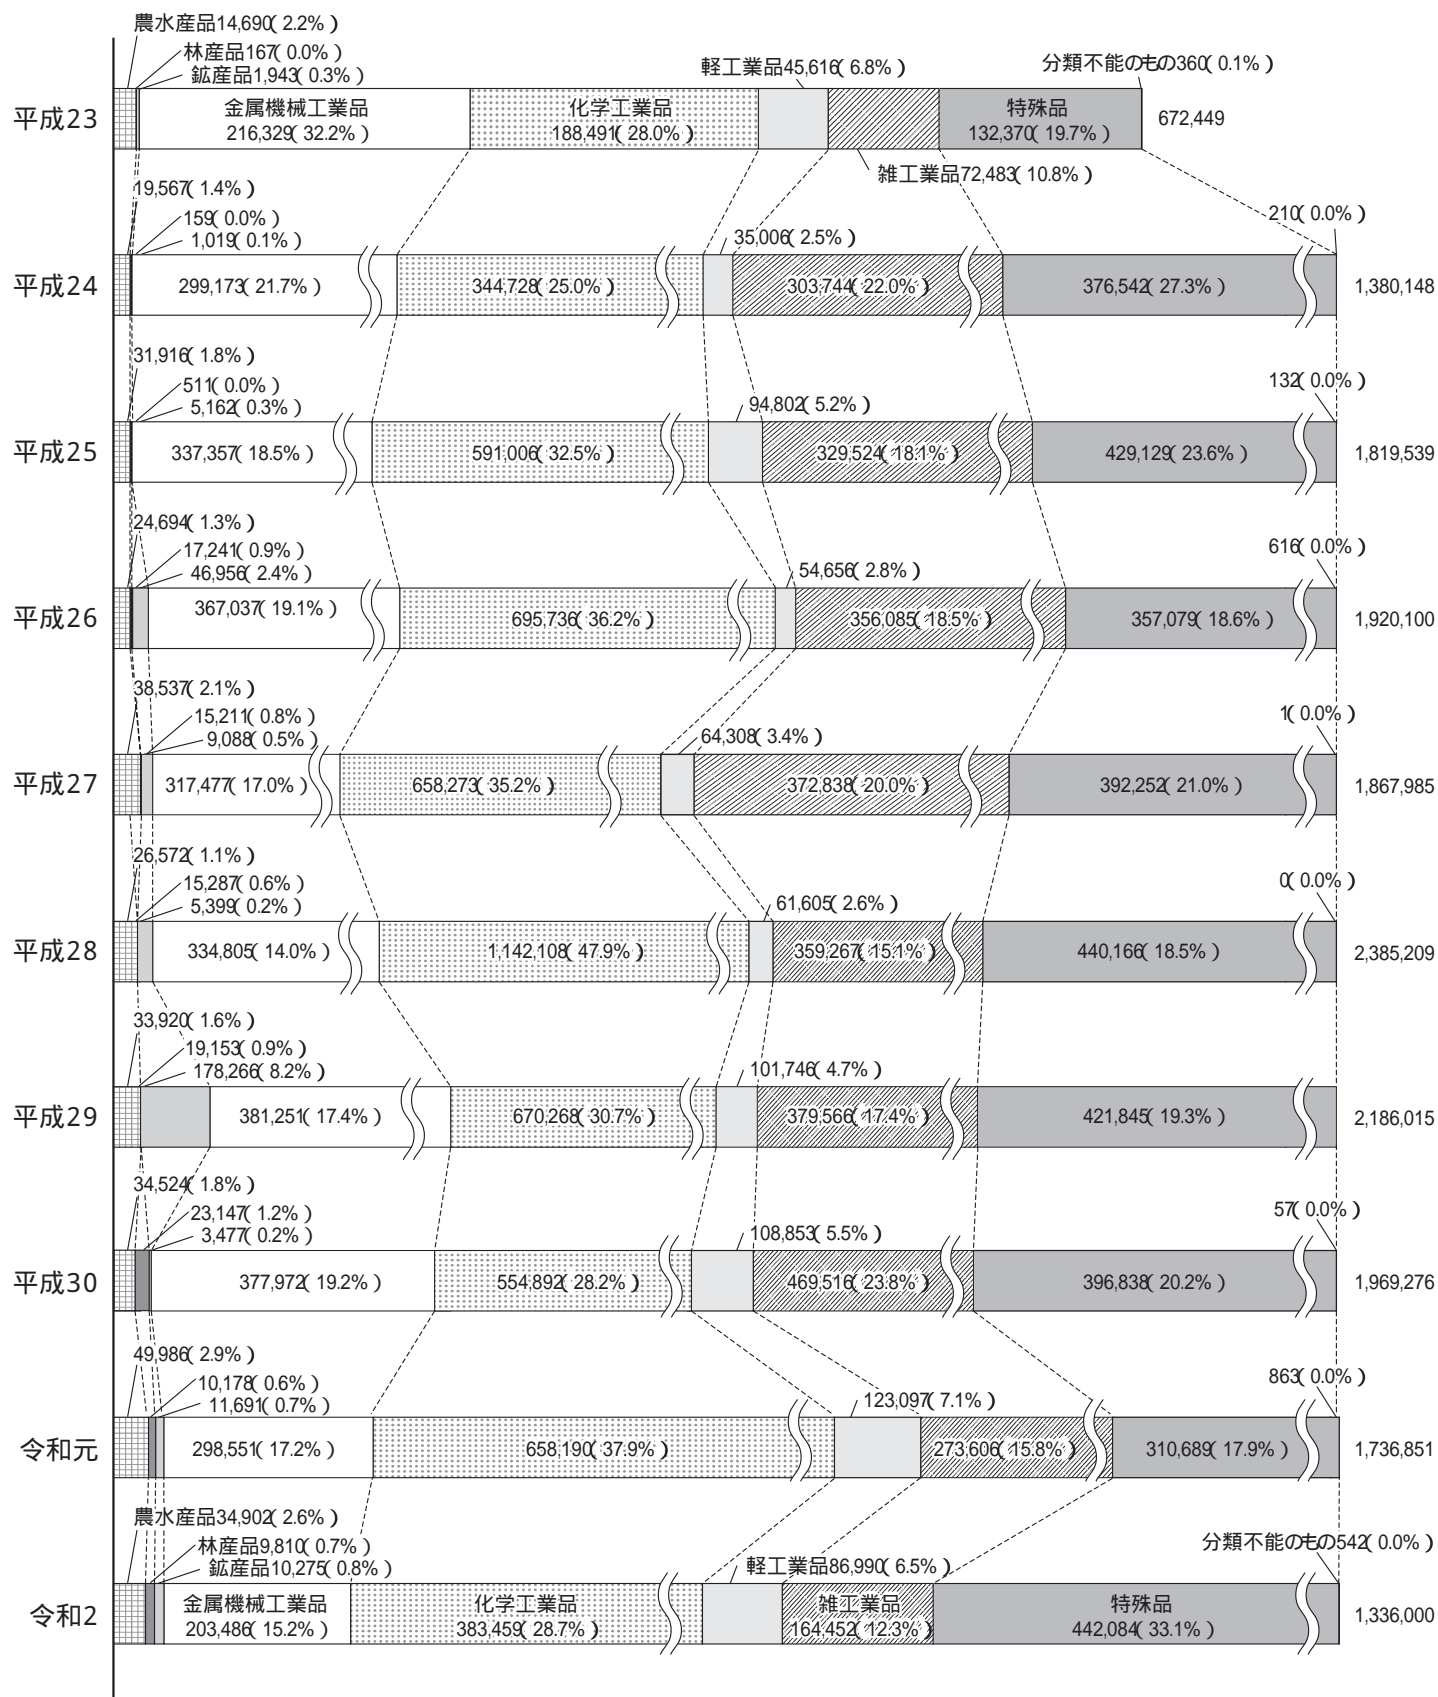 農水産品14,690( 2.2% )
林産品167( 0.0% )
鉱産品1,943( 0.3% )
軽工業品45,616( 6.8% )
分類不能のもの360( 0.1% )
平成23
金属機械工業品
216,329( 32.2% )
化学工業品
188,491( 28.0% )
特殊品
132,370( 19.7% )
672,449
雑工業品72,483( 10.8% )
19,567( 1.4% )
159( 0.0% )
1,019( 0.1% )
35,006( 2.5% )
210( 0.0% )
平成24
299,173( 21.7% )
344,728( 25.0% )
303,744( 22.0% )
376,542( 27.3% )
1,380,148
31,916( 1.8% )
511( 0.0% )
5,162( 0.3% )
94,802( 5.2% )
132( 0.0% )
平成25
337,357( 18.5% )
591,006( 32.5% )
329,524( 18.1% )
429,129( 23.6% )
1,819,539
24,694( 1.3% )
17,241( 0.9% )
46,956( 2.4% )
54,656( 2.8% )
616( 0.0% )
平成26
367,037( 19.1% )
695,736( 36.2% )
356,085( 18.5% )
357,079( 18.6% )
1,920,100
38,537( 2.1% )
15,211( 0.8% )
9,088( 0.5% )
64,308( 3.4% )
1( 0.0% )
平成27
317,477( 17.0% )
658,273( 35.2% )
372,838( 20.0% )
392,252( 21.0% )
1,867,985
26,572( 1.1% )
15,287( 0.6% )
5,399( 0.2% )
61,605( 2.6% )
0( 0.0% )
平成28
334,805( 14.0% )
1,142,108( 47.9% )
359,267( 15.1% )
440,166( 18.5% )
2,385,209
33,920( 1.6% )
19,153( 0.9% )
178,266( 8.2% )
101,746( 4.7% )
平成29
381,251( 17.4% )
670,268( 30.7% )
379,566( 17.4% )
421,845( 19.3% )
2,186,015
34,524( 1.8% )
23,147( 1.2% )
3,477( 0.2% )
108,853( 5.5% )
57( 0.0% )
平成30
377,972( 19.2% )
554,892( 28.2% )
469,516( 23.8% )
396,838( 20.2% )
1,969,276
49,986( 2.9% )
10,178( 0.6% )
11,691( 0.7% )
123,097( 7.1% )
863( 0.0% )
令和元
298,551( 17.2% )
658,190( 37.9% )
273,606( 15.8% )
310,689( 17.9% )
1,736,851
農水産品34,902( 2.6% )
林産品9,810( 0.7% )
鉱産品10,275( 0.8% )
軽工業品86,990( 6.5% )
分類不能のもの542( 0.0% )
令和2
金属機械工業品
203,486( 15.2% )
化学工業品
383,459( 28.7% )
雑工業品
164,452( 12.3% )
特殊品
442,084( 33.1% )
1,336,000